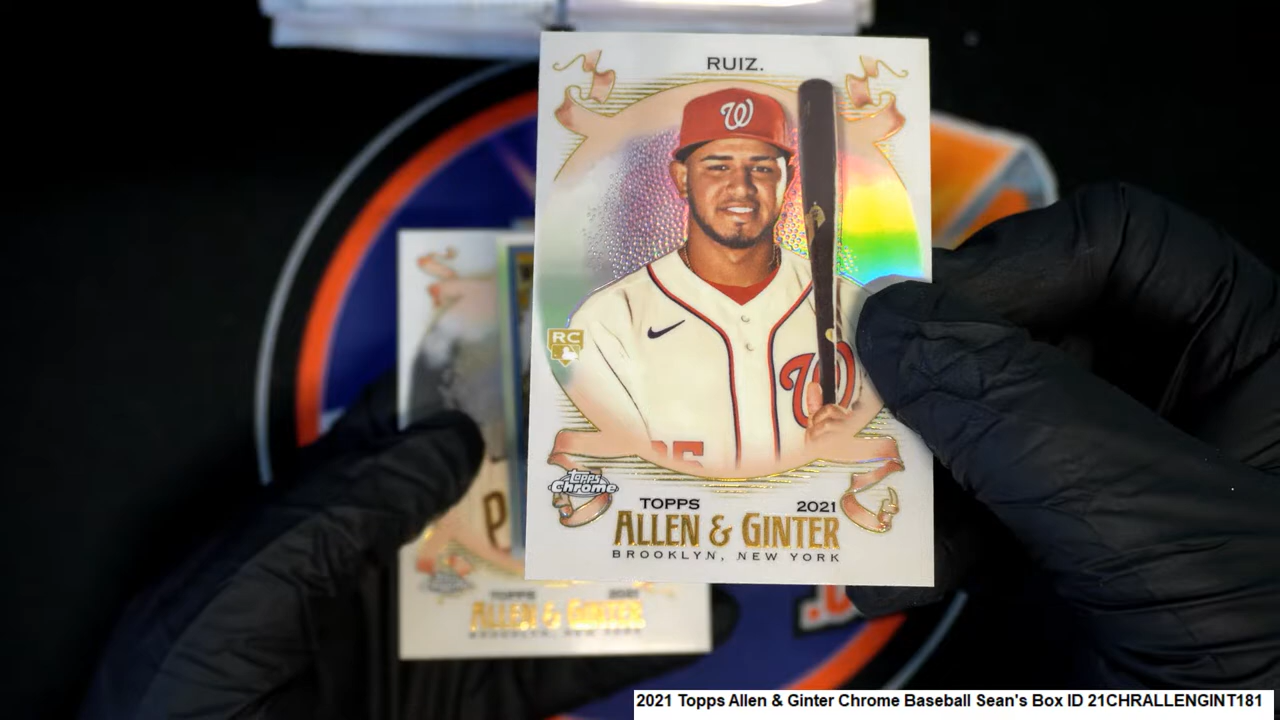 RUIZ.
W
RC
W
Topps
Chrome
TOPPS 2021
ALLEN & GINTER
BROOKLYN, NEW YORK
P
TOPPS 2021
ALLEN & GINTER
BROOKLYN, NEW YORK
2021 Topps Allen & Ginter Chrome Baseball Sean's Box ID 21CHRALLENGINT181